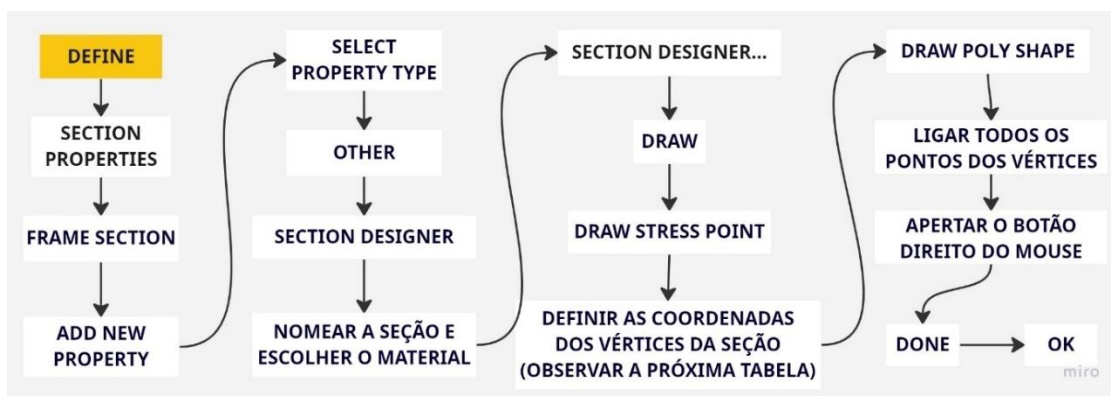 DEFINE
SECTION
PROPERTIES
FRAME SECTION
ADD NEW
PROPERTY
SELECT
PROPERTY TYPE
OTHER
SECTION DESIGNER
NOMEAR A SEÇÃO E
ESCOLHER O MATERIAL
SECTION DESIGNER...
DRAW
DRAW STRESS POINT
DEFINIR AS COORDENADAS
DOS VÉRTICES DA SEÇÃO
(OBSERVAR A PRÓXIMA TABELA)
DRAW POLY SHAPE
LIGAR TODOS OS
PONTOS DOS VÉRTICES
APERTAR O BOTÃO
DIREITO DO MOUSE
DONE
OK
miro